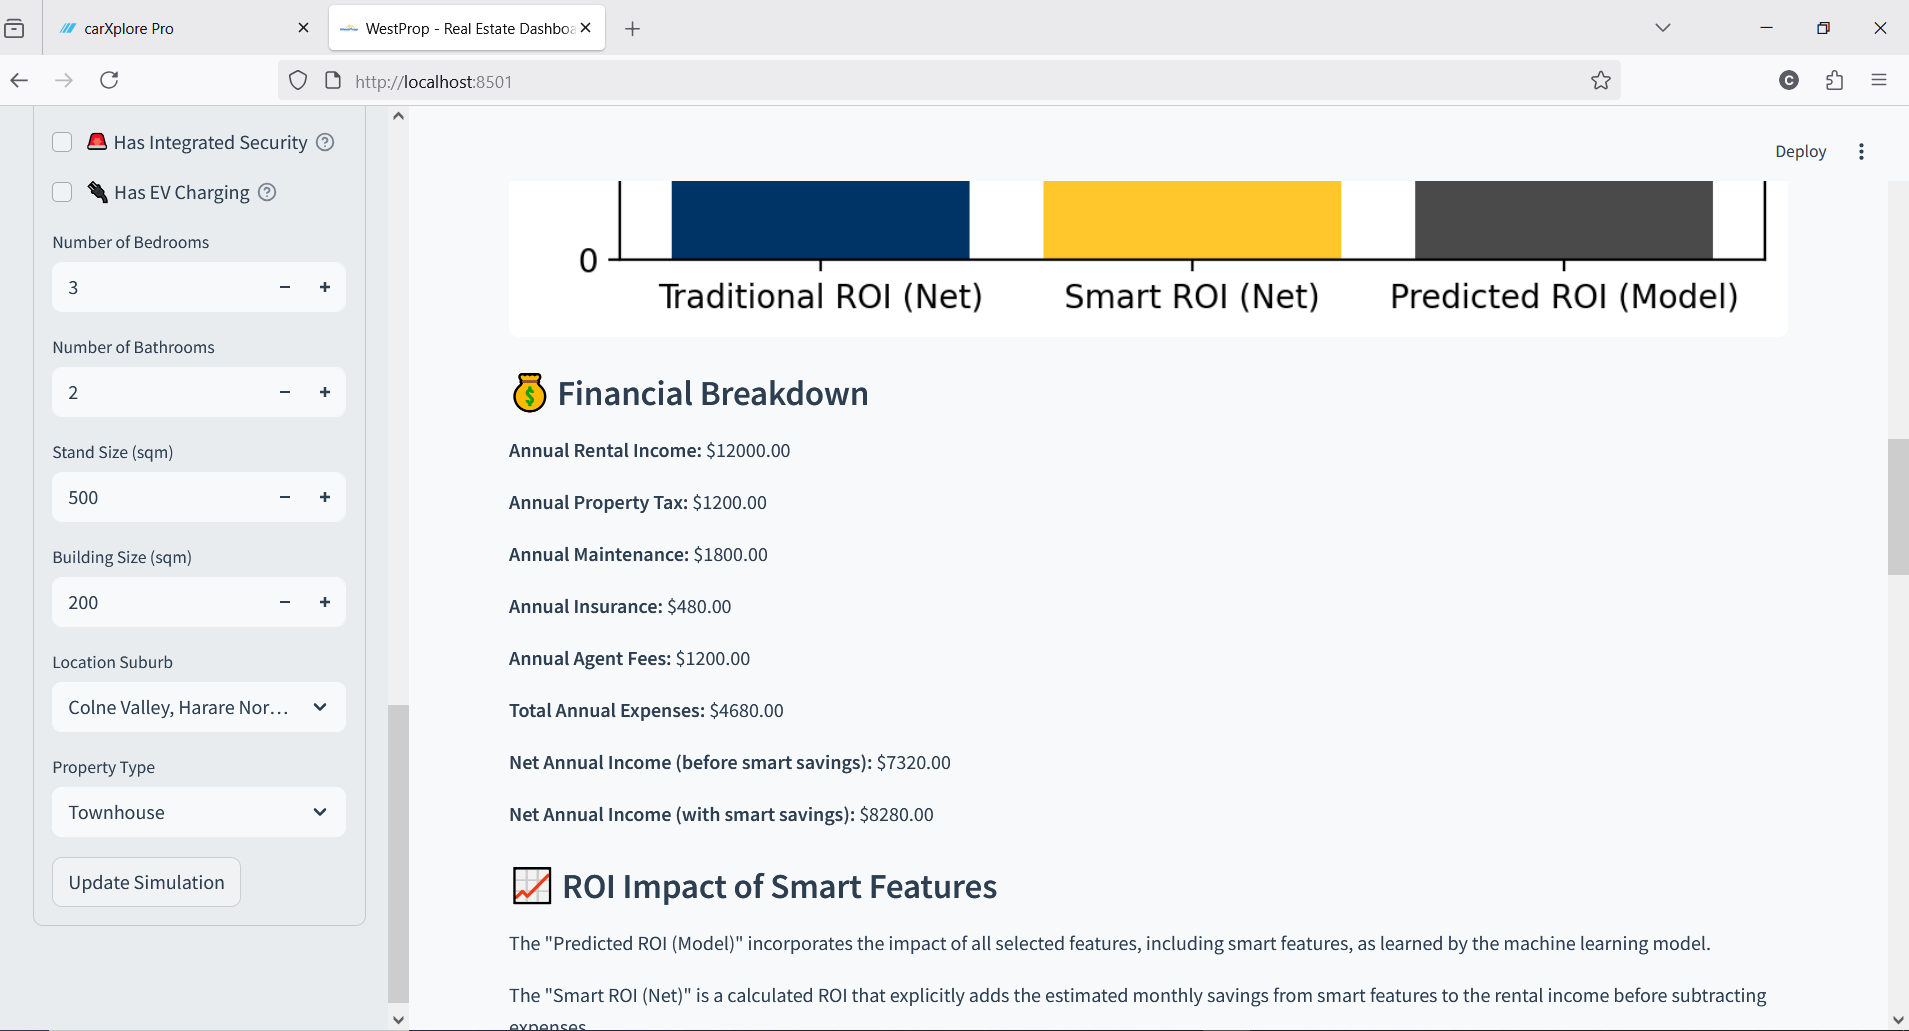 carXplore Pro
WestProp - Real Estate Dashboa
http://localhost:8501
C
Has Integrated Security
Has EV Charging
Number of Bedrooms
3
Number of Bathrooms
2
Stand Size (sqm)
500
Building Size (sqm)
200
Location Suburb
Colne Valley, Harare Nor...
Property Type
Townhouse
Update Simulation
Deploy
0
Traditional ROI (Net)
Smart ROI (Net)
Predicted ROI (Model)
Financial Breakdown
Annual Rental Income: $12000.00
Annual Property Tax: $1200.00
Annual Maintenance: $1800.00
Annual Insurance: $480.00
Annual Agent Fees: $1200.00
Total Annual Expenses: $4680.00
Net Annual Income (before smart savings): $7320.00
Net Annual Income (with smart savings): $8280.00
ROI Impact of Smart Features
The "Predicted ROI (Model)" incorporates the impact of all selected features, including smart features, as learned by the machine learning model.
The "Smart ROI (Net)" is a calculated ROI that explicitly adds the estimated monthly savings from smart features to the rental income before subtracting
expenses.